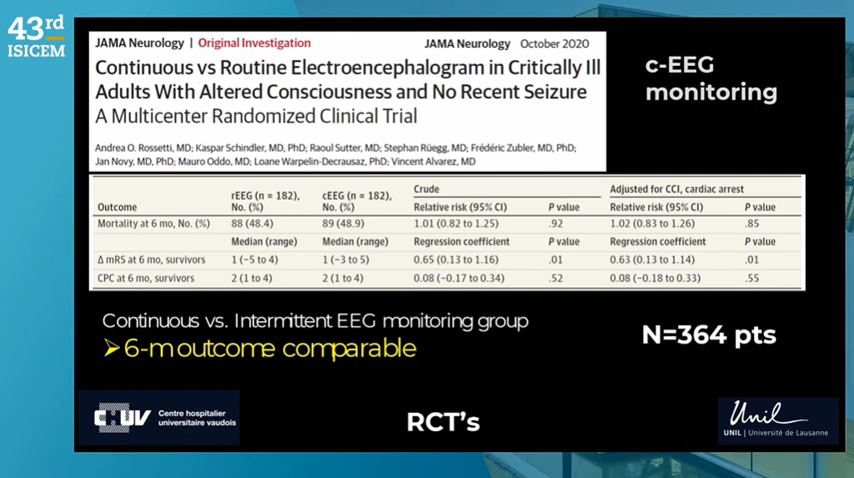 43rd
ISICEM
JAMA Neurology | Original Investigation
JAMA Neurology October 2020
Continuous vs Routine Electroencephalogram in Critically Ill
Adults With Altered Consciousness and No Recent Seizure
A Multicenter Randomized Clinical Trial
Andrea O. Rossetti, MD; Kaspar Schindler, MD, PhD; Raoul Sutter, MD; Stephan Rüegg, MD; Frédéric Zubler, MD, PhD;
Jan Novy, MD, PhD; Mauro Oddo, MD; Loane Warpelin-Decrausaz, PhD; Vincent Alvarez, MD
c-EEG
monitoring
rEEG (n = 182), cEEG (n = 182), Crude Adjusted for CCI, cardiac arrest
Outcome No. (%) No. (%) Relative risk (95% CI) P value Relative risk (95% CI) P value
Mortality at 6 mo, No. (%) 88 (48.4) 89 (48.9) 1.01 (0.82 to 1.25) .92 1.02 (0.83 to 1.26) .85
Median (range) Median (range) Regression coefficient P value Regression coefficient P value
Δ mRS at 6 mo, survivors 1 (−5 to 4) 1 (−3 to 5) 0.65 (0.13 to 1.16) .01 0.63 (0.13 to 1.14) .01
CPC at 6 mo, survivors 2 (1 to 4) 2 (1 to 4) 0.08 (−0.17 to 0.34) .52 0.08 (−0.18 to 0.33) .55
Continuous vs. Intermittent EEG monitoring group
➢6-m outcome comparable
N=364 pts
CHUV Centre hospitalier
universitaire vaudois
RCT's
Unil
UNIL | Université de Lausanne